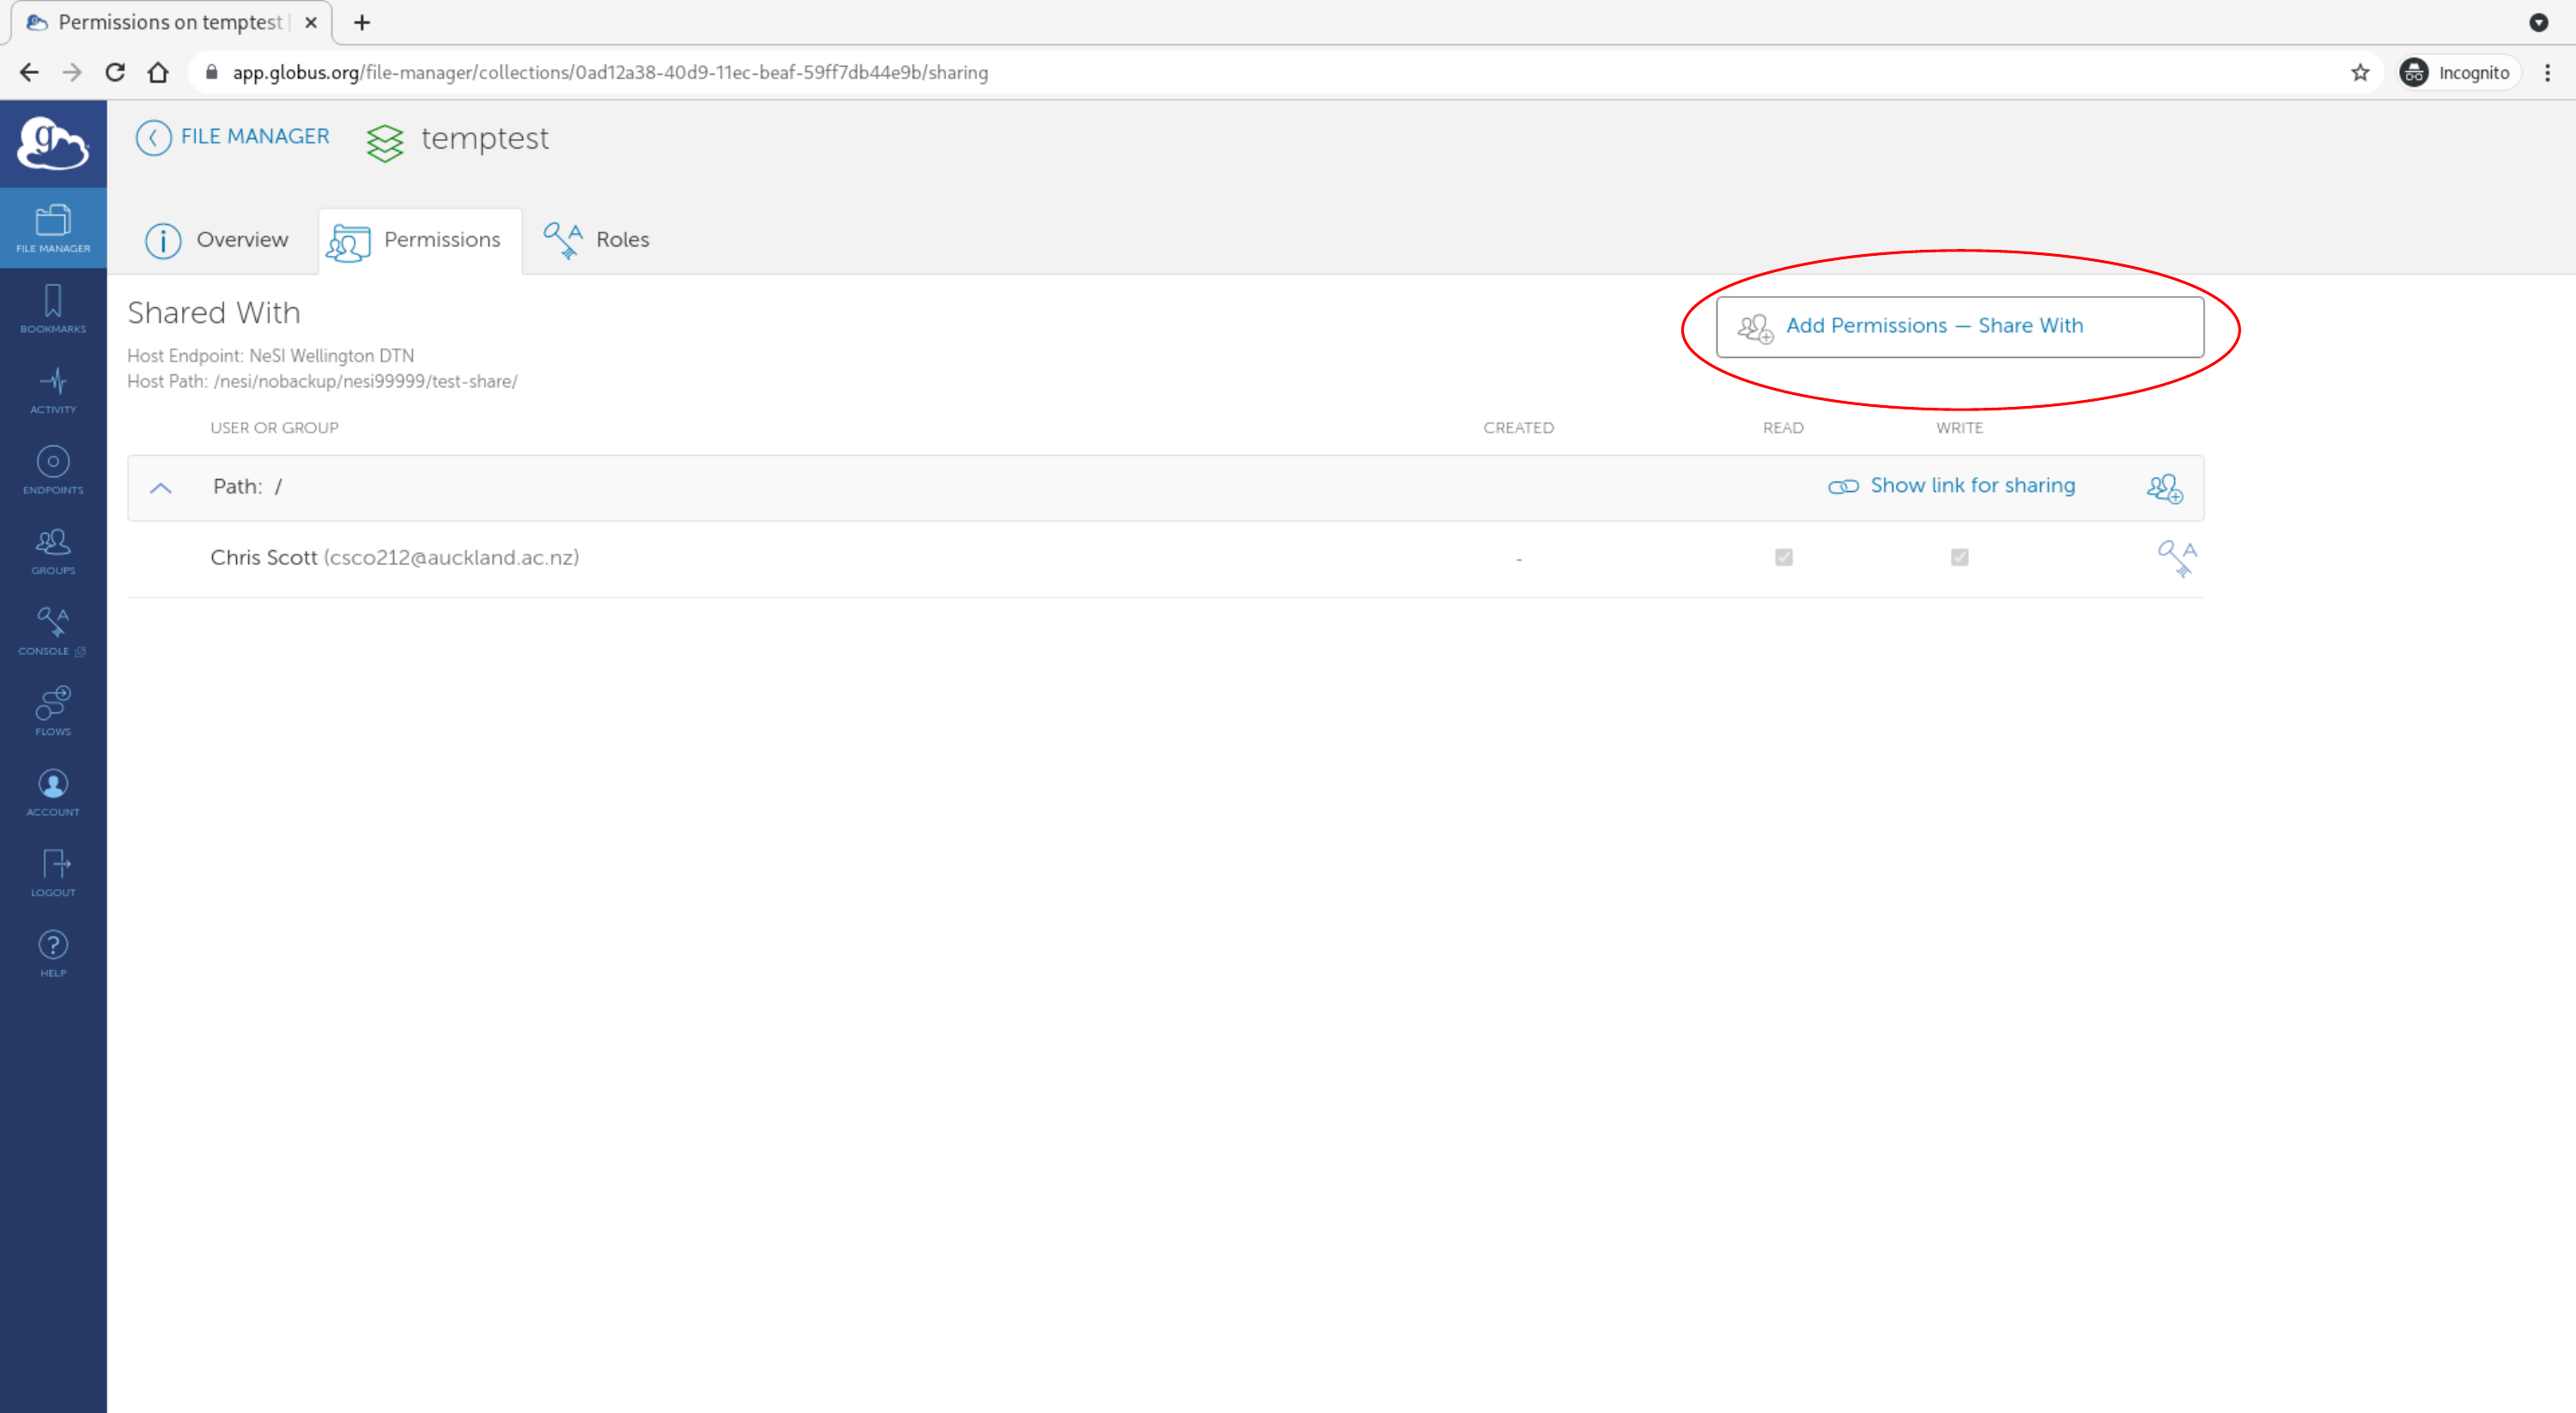 Permissions on temptest
app.globus.org/file-manager/collections/0ad12a38-40d9-11ec-beaf-59ff7db44e9b/sharing
Incognito
g
FILE MANAGER
temptest
FILE MANAGER
Overview
Permissions
Roles
BOOKMARKS
Shared With
Add Permissions — Share With
Host Endpoint: NeSI Wellington DTN
Host Path: /nesi/nobackup/nesi99999/test-share/
ACTIVITY
USER OR GROUP
CREATED
READ
WRITE
ENDPOINTS
Path: /
Show link for sharing
GROUPS
Chris Scott (csco212@auckland.ac.nz)
-
CONSOLE
FLOWS
ACCOUNT
LOGOUT
HELP